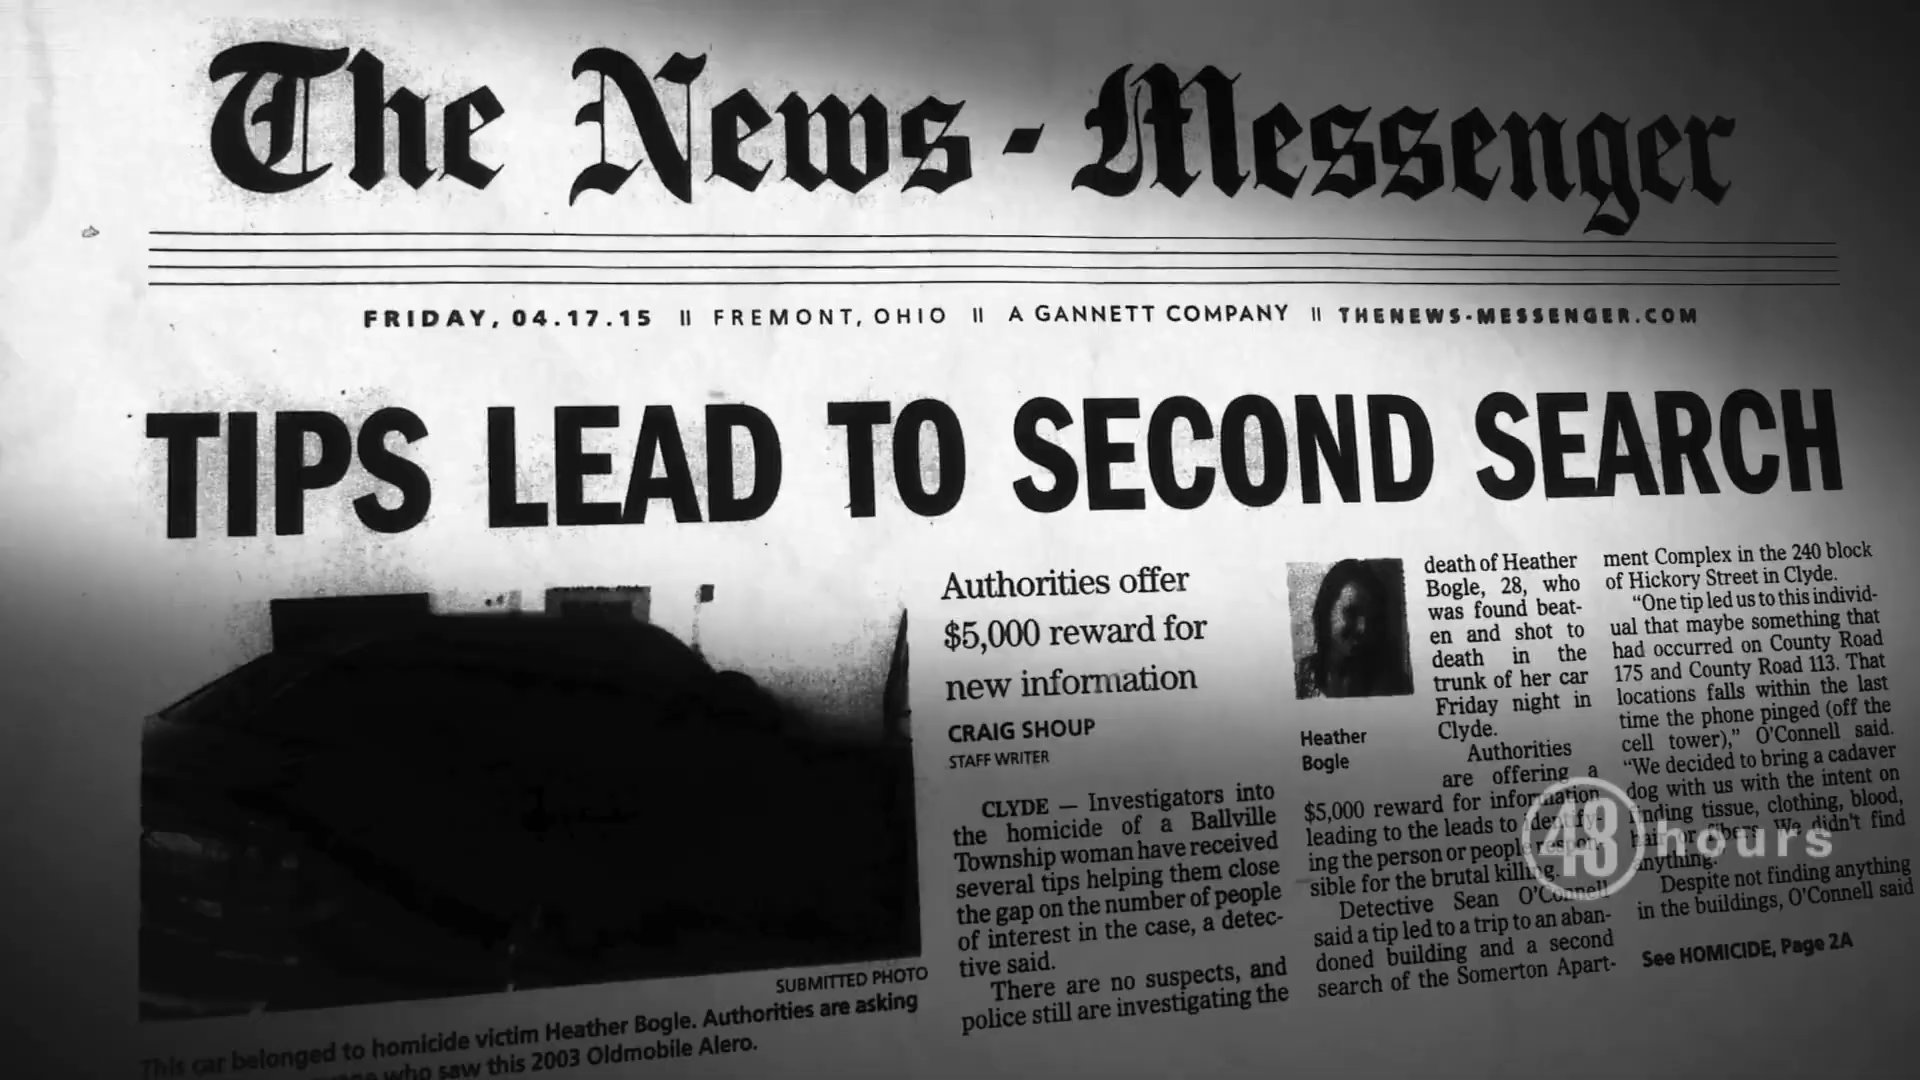 The News-Messenger
FRIDAY, 04.17.15 || FREMONT, OHIO || A GANNETT COMPANY || THENEWS-MESSENGER.COM
TIPS LEAD TO SECOND SEARCH
SUBMITTED PHOTO
This car belonged to homicide victim Heather Bogle. Authorities are asking
who saw this 2003 Oldmobile Alero.
Authorities offer
$5,000 reward for
new information
CRAIG SHOUP
STAFF WRITER
CLYDE — Investigators into
the homicide of a Ballville
Township woman have received
several tips helping them close
the gap on the number of people
of interest in the case, a detec-
tive said.
There are no suspects, and
police still are investigating the
Heather
Bogle
death of Heather
Bogle, 28, who
was found beat-
en and shot to
death in the
trunk of her car
Friday night in
Clyde.
Authorities
are offering a
$5,000 reward for information
leading to the leads to identify-
ing the person or people respon-
sible for the brutal killing.
Detective Sean O'Connell
said a tip led to a trip to an aban-
doned building and a second
search of the Somerton Apart-
ment Complex in the 240 block
of Hickory Street in Clyde.
“One tip led us to this individ-
ual that maybe something that
had occurred on County Road
175 and County Road 113. That
locations falls within the last
time the phone pinged (off the
cell tower),” O'Connell said.
“We decided to bring a cadaver
dog with us with the intent on
finding tissue, clothing, blood,
hair or fibers. We didn't find
anything.
Despite not finding anything
in the buildings, O'Connell said
See HOMICIDE, Page 2A
48 hours